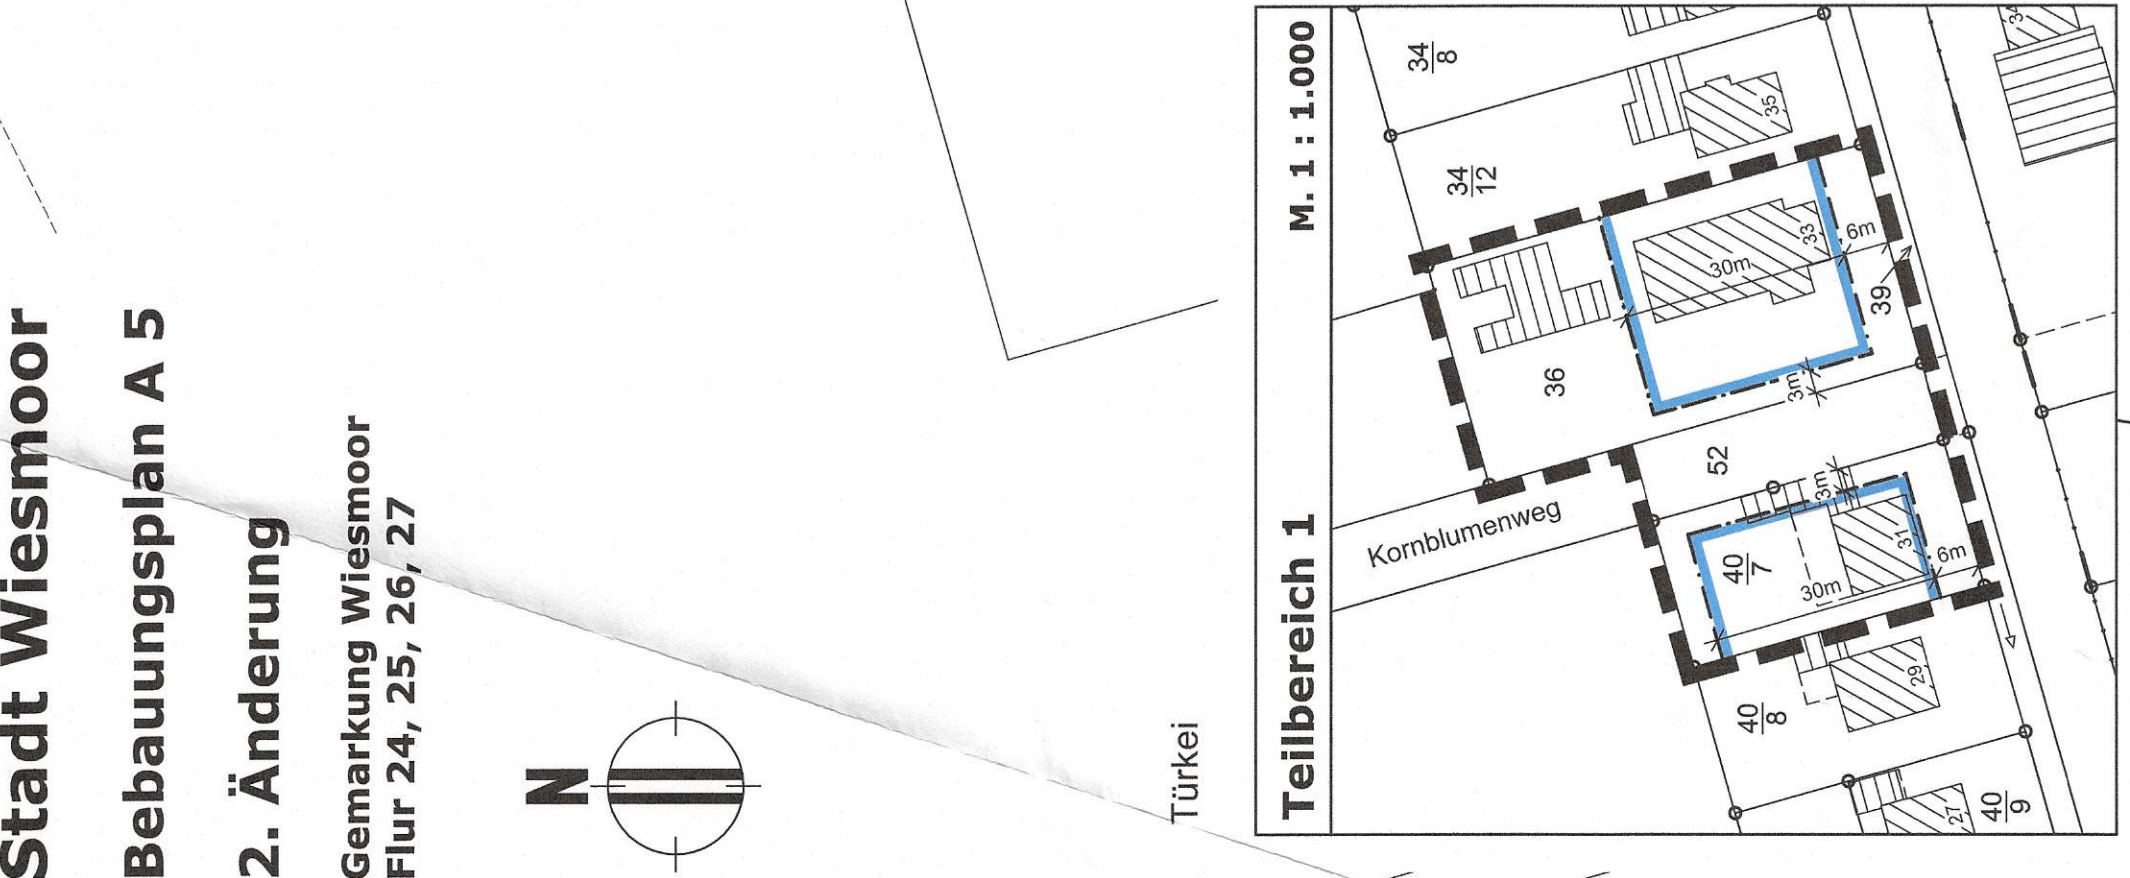 Stadt Wiesmoor
Bebauungsplan A 5
2. Änderung
Gemarkung Wiesmoor
Flur 24, 25, 26, 27
N
Türkei
Teilbereich 1
M. 1 : 1.000
34
8
34
12
35
36
30m
33
6m
39
3m
52
Kornblumenweg
3m
40
7
30m
31
6m
40
8
29
27
40
9